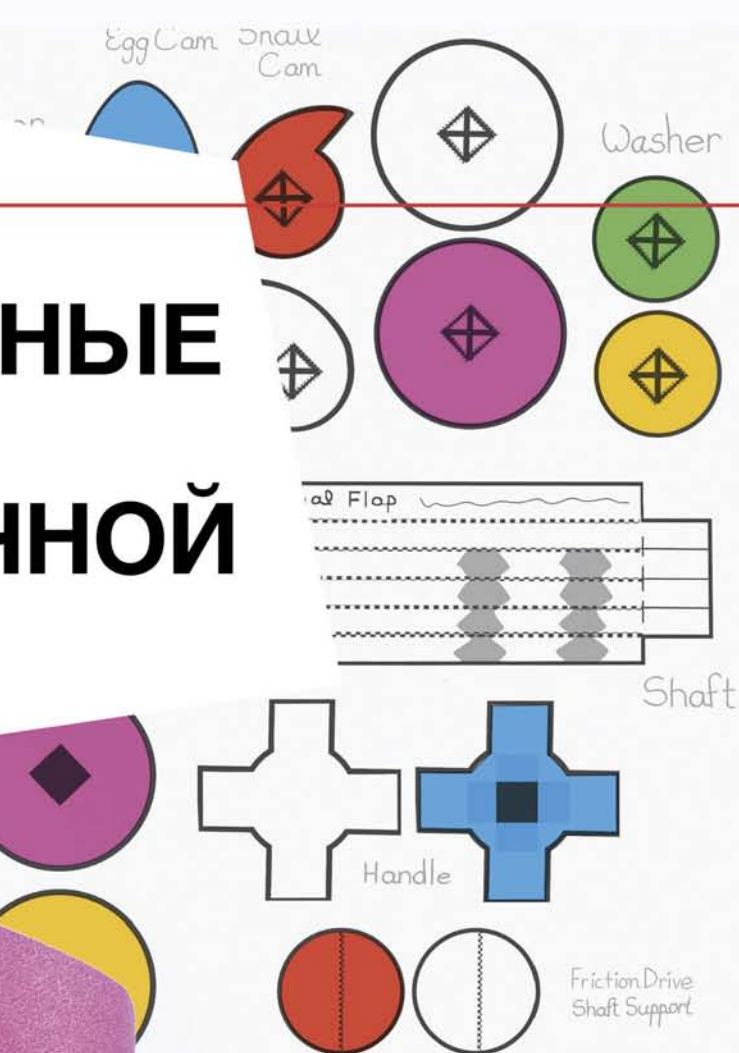 Egg Cam
Snail
Cam
Washer
НЫЕ
ННОЙ
al Flap
Shaft
Handle
Friction Drive
Shaft Support